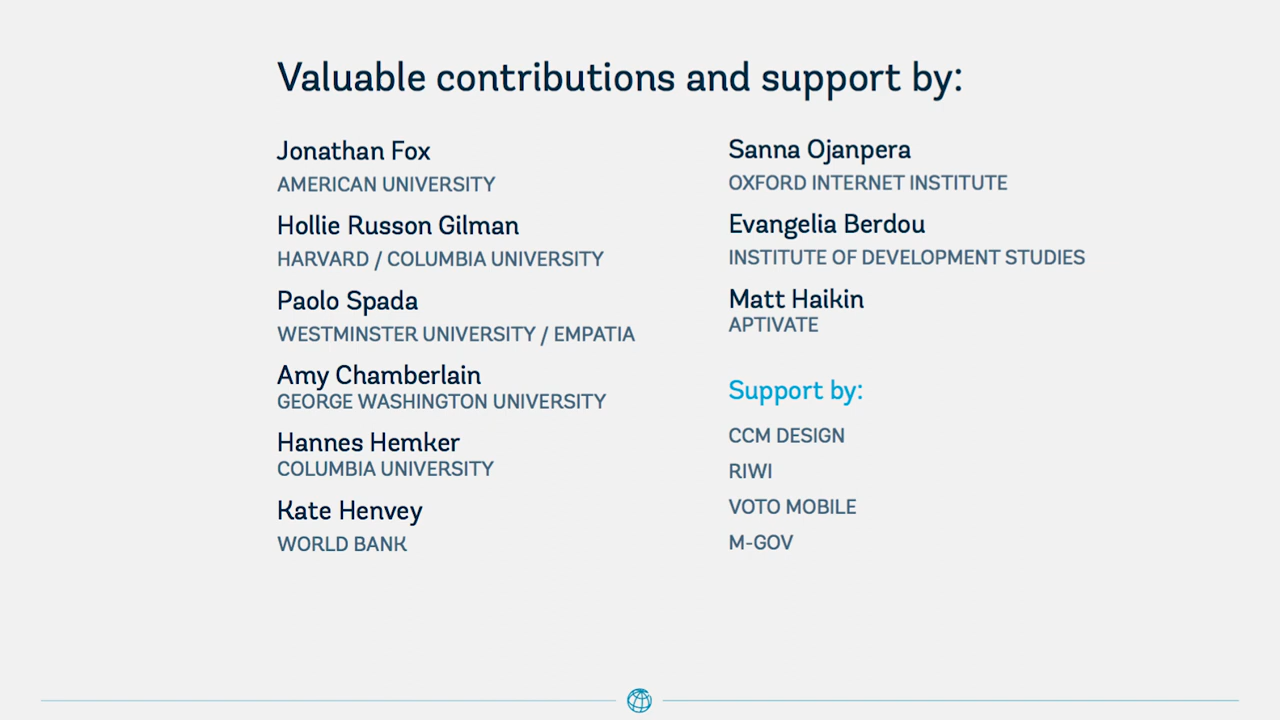 Valuable contributions and support by:
Jonathan Fox
AMERICAN UNIVERSITY
Hollie Russon Gilman
HARVARD / COLUMBIA UNIVERSITY
Paolo Spada
WESTMINSTER UNIVERSITY / EMPATIA
Amy Chamberlain
GEORGE WASHINGTON UNIVERSITY
Hannes Hemker
COLUMBIA UNIVERSITY
Kate Henvey
WORLD BANK
Sanna Ojanpera
OXFORD INTERNET INSTITUTE
Evangelia Berdou
INSTITUTE OF DEVELOPMENT STUDIES
Matt Haikin
APTIVATE
Support by:
CCM DESIGN
RIWI
VOTO MOBILE
M-GOV